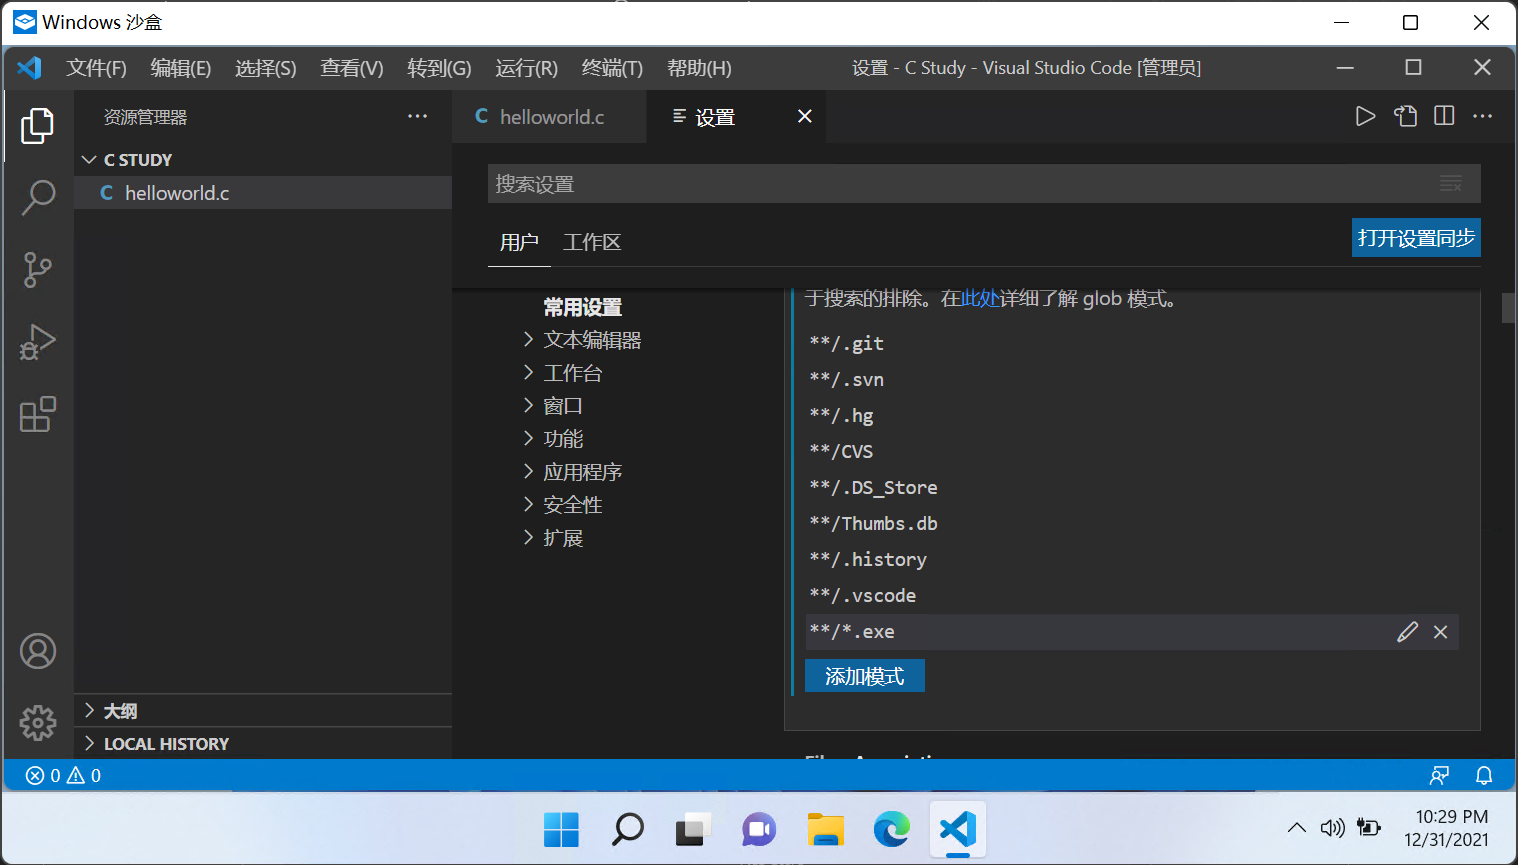 Windows 沙盒
文件(F) 编辑(E) 选择(S) 查看(V) 转到(G) 运行(R) 终端(T) 帮助(H) 设置 - C Study - Visual Studio Code [管理员]
资源管理器
C helloworld.c
设置
C STUDY
C helloworld.c
搜索设置
用户 工作区
打开设置同步
常用设置
文本编辑器
工作台
窗口
功能
应用程序
安全性
扩展
于搜索的排除。在此处详细了解 glob 模式。
**/.git
**/.svn
**/.hg
**/CVS
**/.DS_Store
**/Thumbs.db
**/.history
**/.vscode
**/*.exe
添加模式
大纲
LOCAL HISTORY
0 0
10:29 PM
12/31/2021